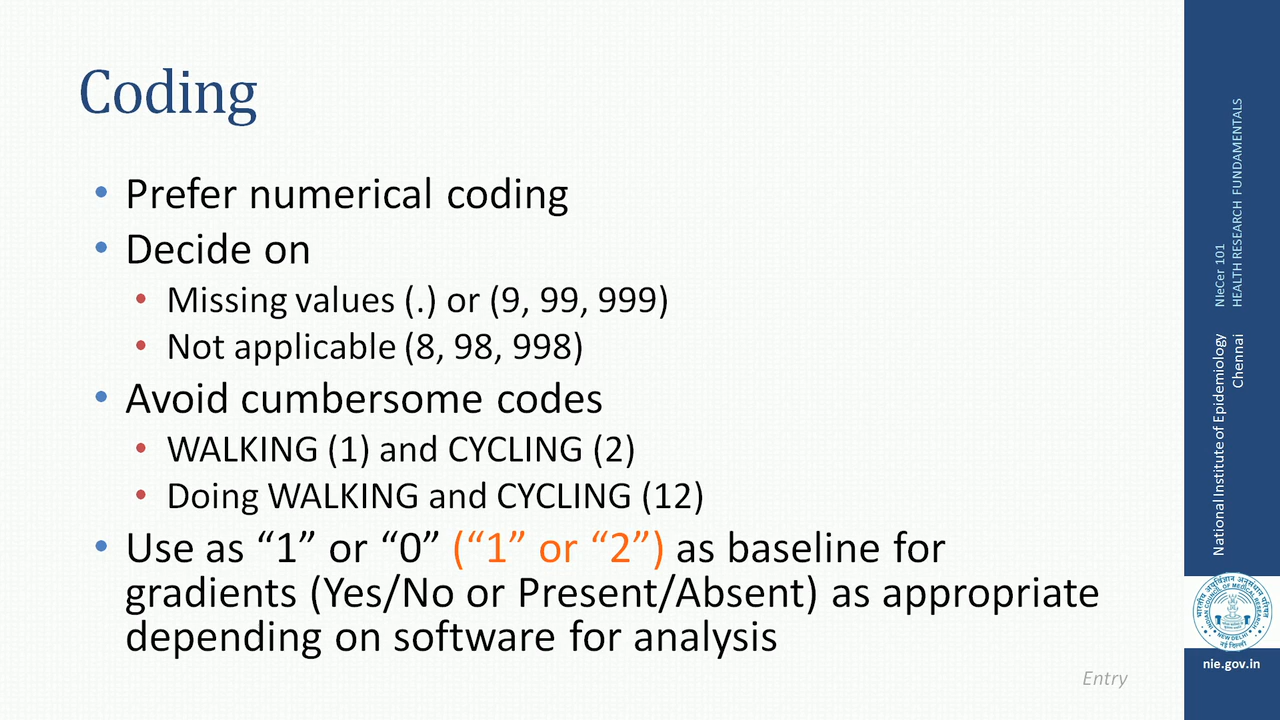 Coding
• Prefer numerical coding
• Decide on
• Missing values (.) or (9, 99, 999)
• Not applicable (8, 98, 998)
• Avoid cumbersome codes
• WALKING (1) and CYCLING (2)
• Doing WALKING and CYCLING (12)
• Use as “1” or “0” (“1” or “2”) as baseline for
gradients (Yes/No or Present/Absent) as appropriate
depending on software for analysis
Entry
NIeCer 101
HEALTH RESEARCH FUNDAMENTALS
National Institute of Epidemiology
Chennai
nie.gov.in